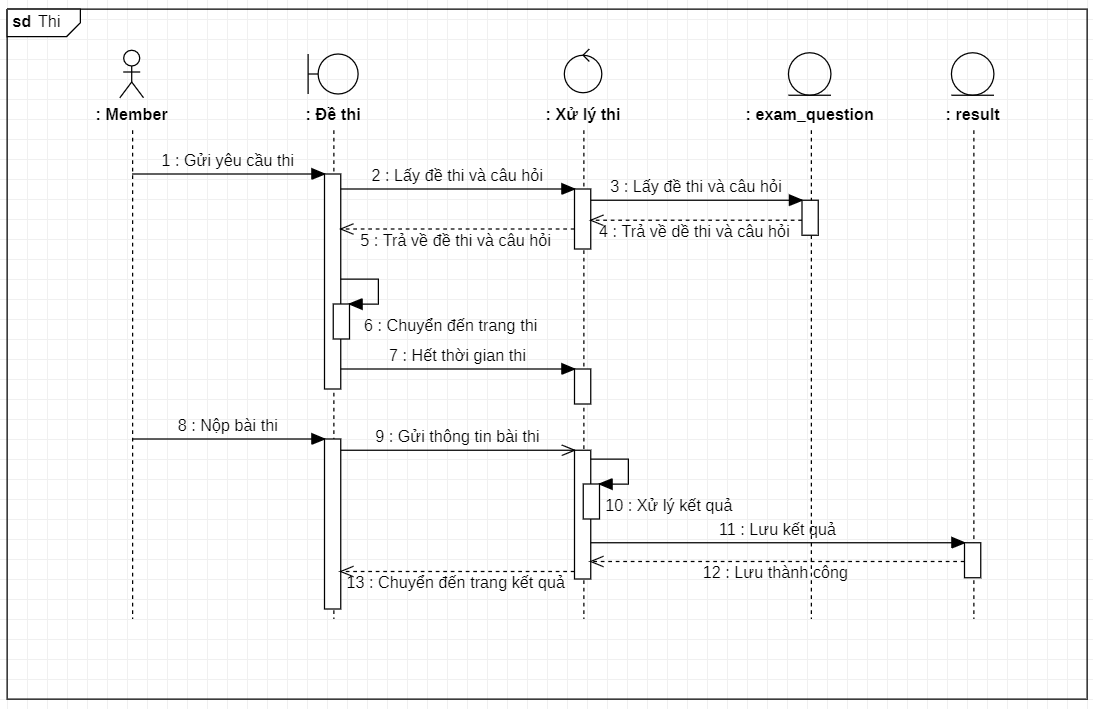 sd Thi
: Member
: Đề thi
: Xử lý thi
: exam_question
: result
1 : Gửi yêu cầu thi
2 : Lấy đề thi và câu hỏi
3 : Lấy đề thi và câu hỏi
4 : Trả về dề thi và câu hỏi
5 : Trả về đề thi và câu hỏi
6 : Chuyển đến trang thi
7 : Hết thời gian thi
8 : Nộp bài thi
9 : Gửi thông tin bài thi
10 : Xử lý kết quả
11 : Lưu kết quả
12 : Lưu thành công
13 : Chuyển đến trang kết quả